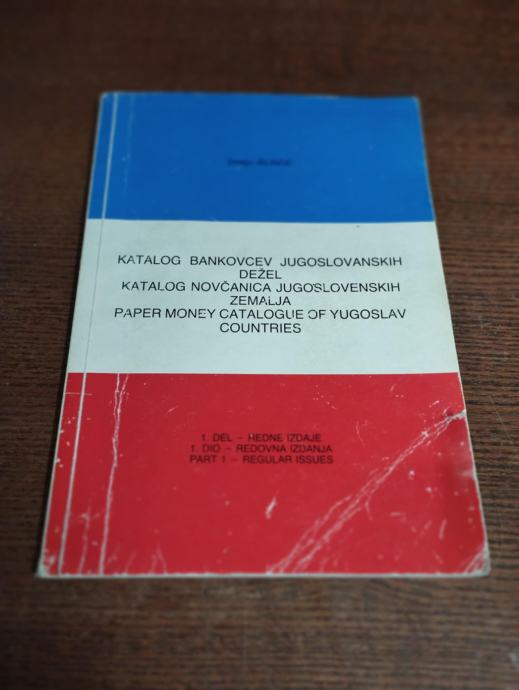 KATALOG BANKOVCEV JUGOSLOVANSKIH
DEŽEL
KATALOG NOVČANICA JUGOSLOVENSKIH
ZEMALJA
PAPER MONEY CATALOGUE OF YUGOSLAV
COUNTRIES
1. DEL – REDNE IZDAJE
1. DIO – REDOVNA IZDANJA
PART 1 – REGULAR ISSUES